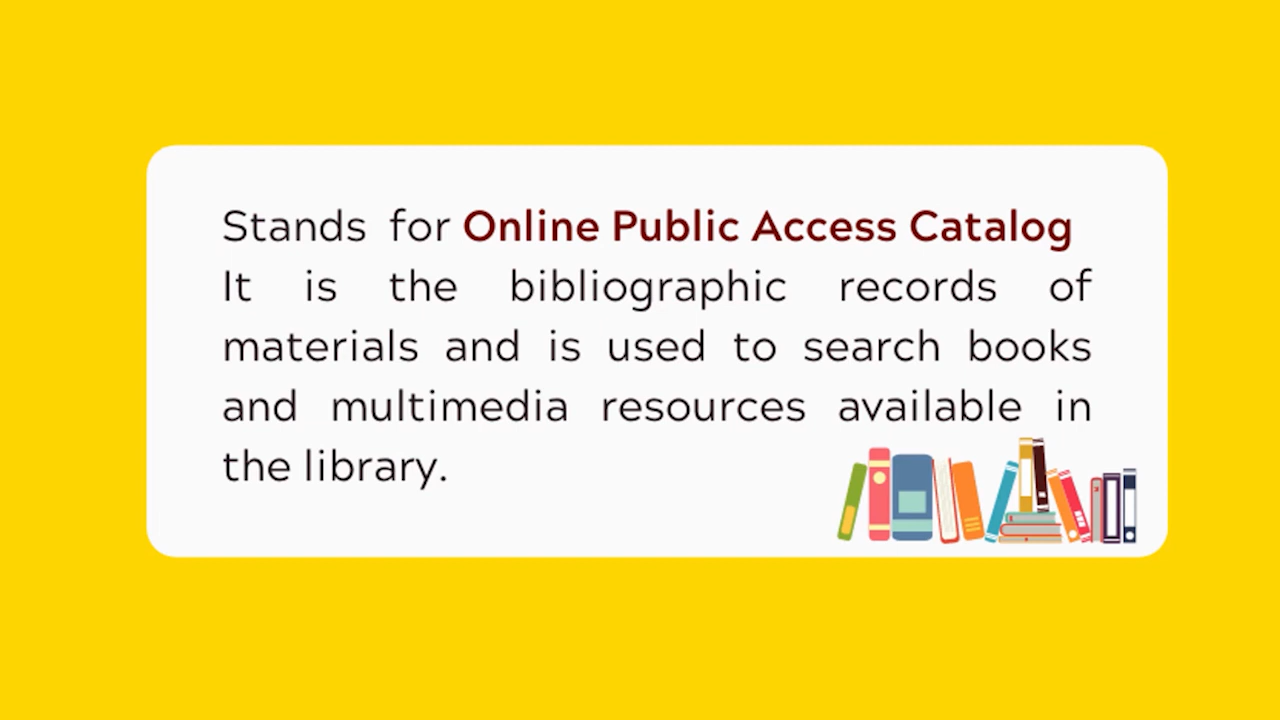 Stands for Online Public Access Catalog
It is the bibliographic records of
materials and is used to search books
and multimedia resources available in
the library.